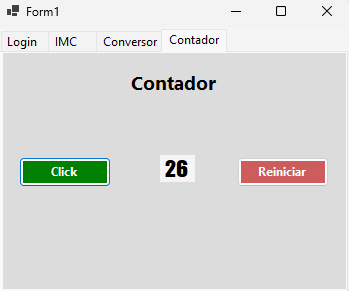 Form1
Login IMC Conversor Contador
Contador
Click 26 Reiniciar